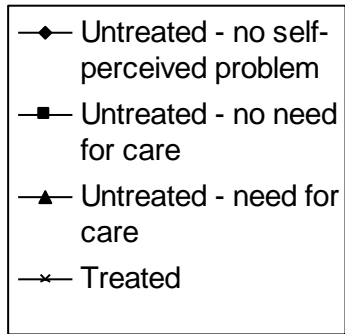 Untreated - no self-
perceived problem
Untreated - no need
for care
Untreated - need for
care
Treated